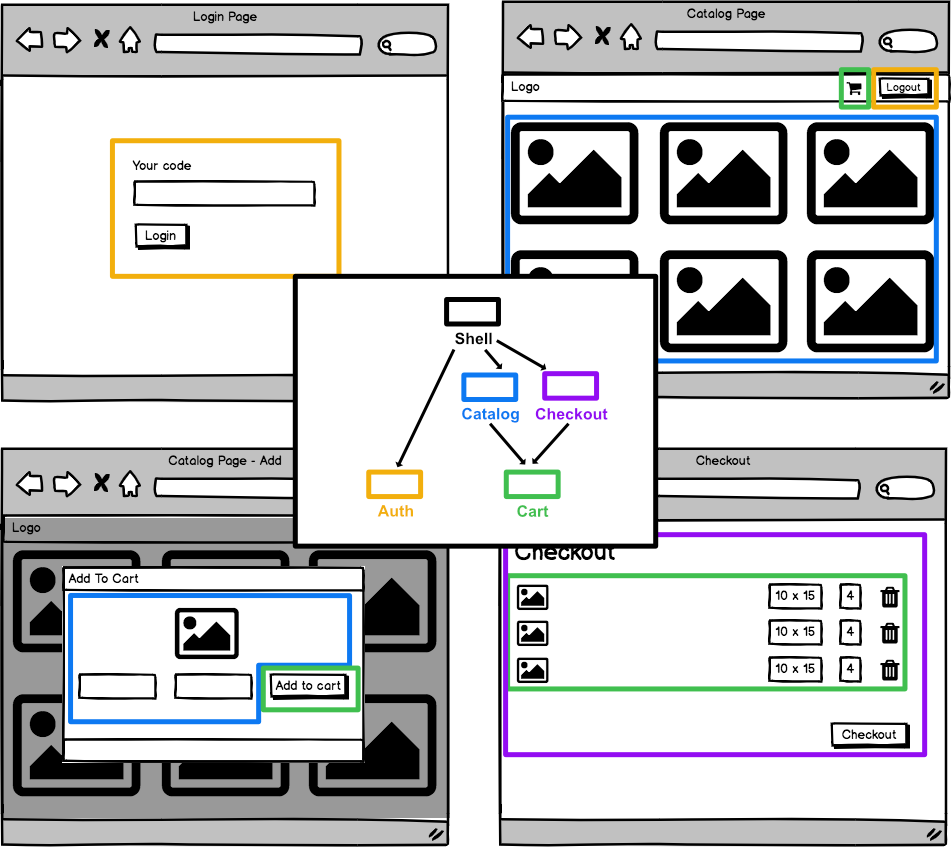 Login Page
Your code
Login
Catalog Page
Logo
Logout
Shell
Catalog
Checkout
Auth
Cart
Catalog Page - Add
Logo
Add To Cart
Add to cart
Checkout
Checkout
10 x 15 4
10 x 15 4
10 x 15 4
Checkout